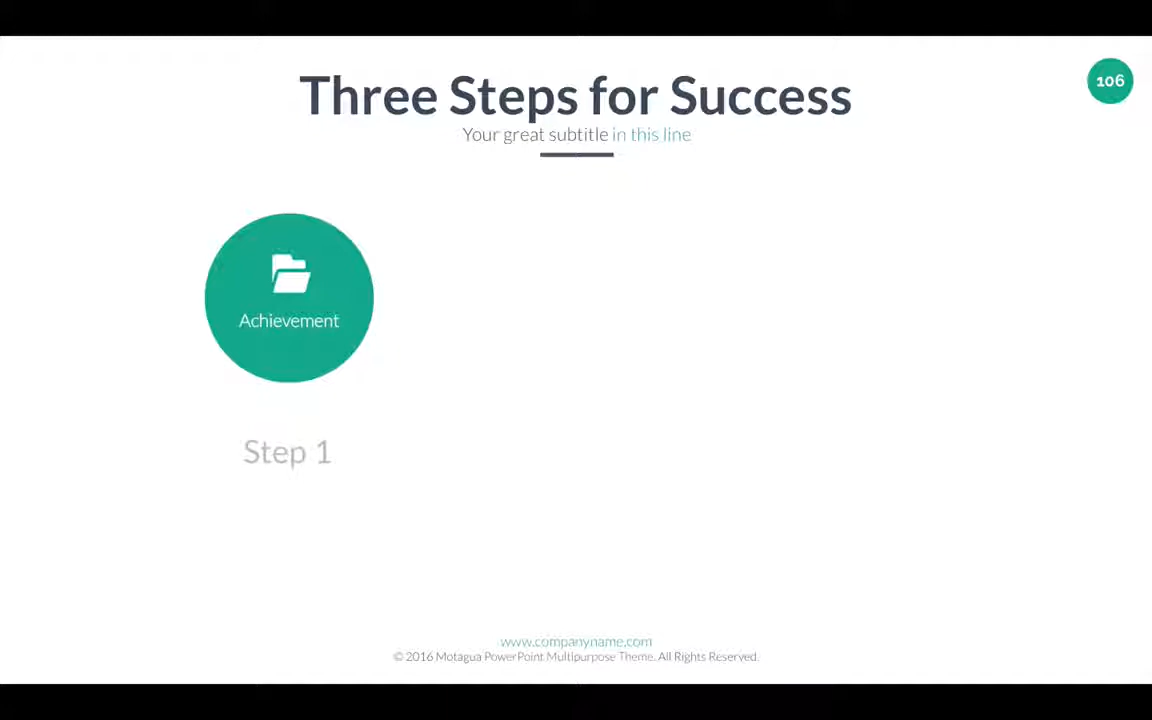 Three Steps for Success
106
Your great subtitle in this line
Achievement
Step 1
www.companyname.com
© 2016 Motagua PowerPoint Multipurpose Theme. All Rights Reserved.